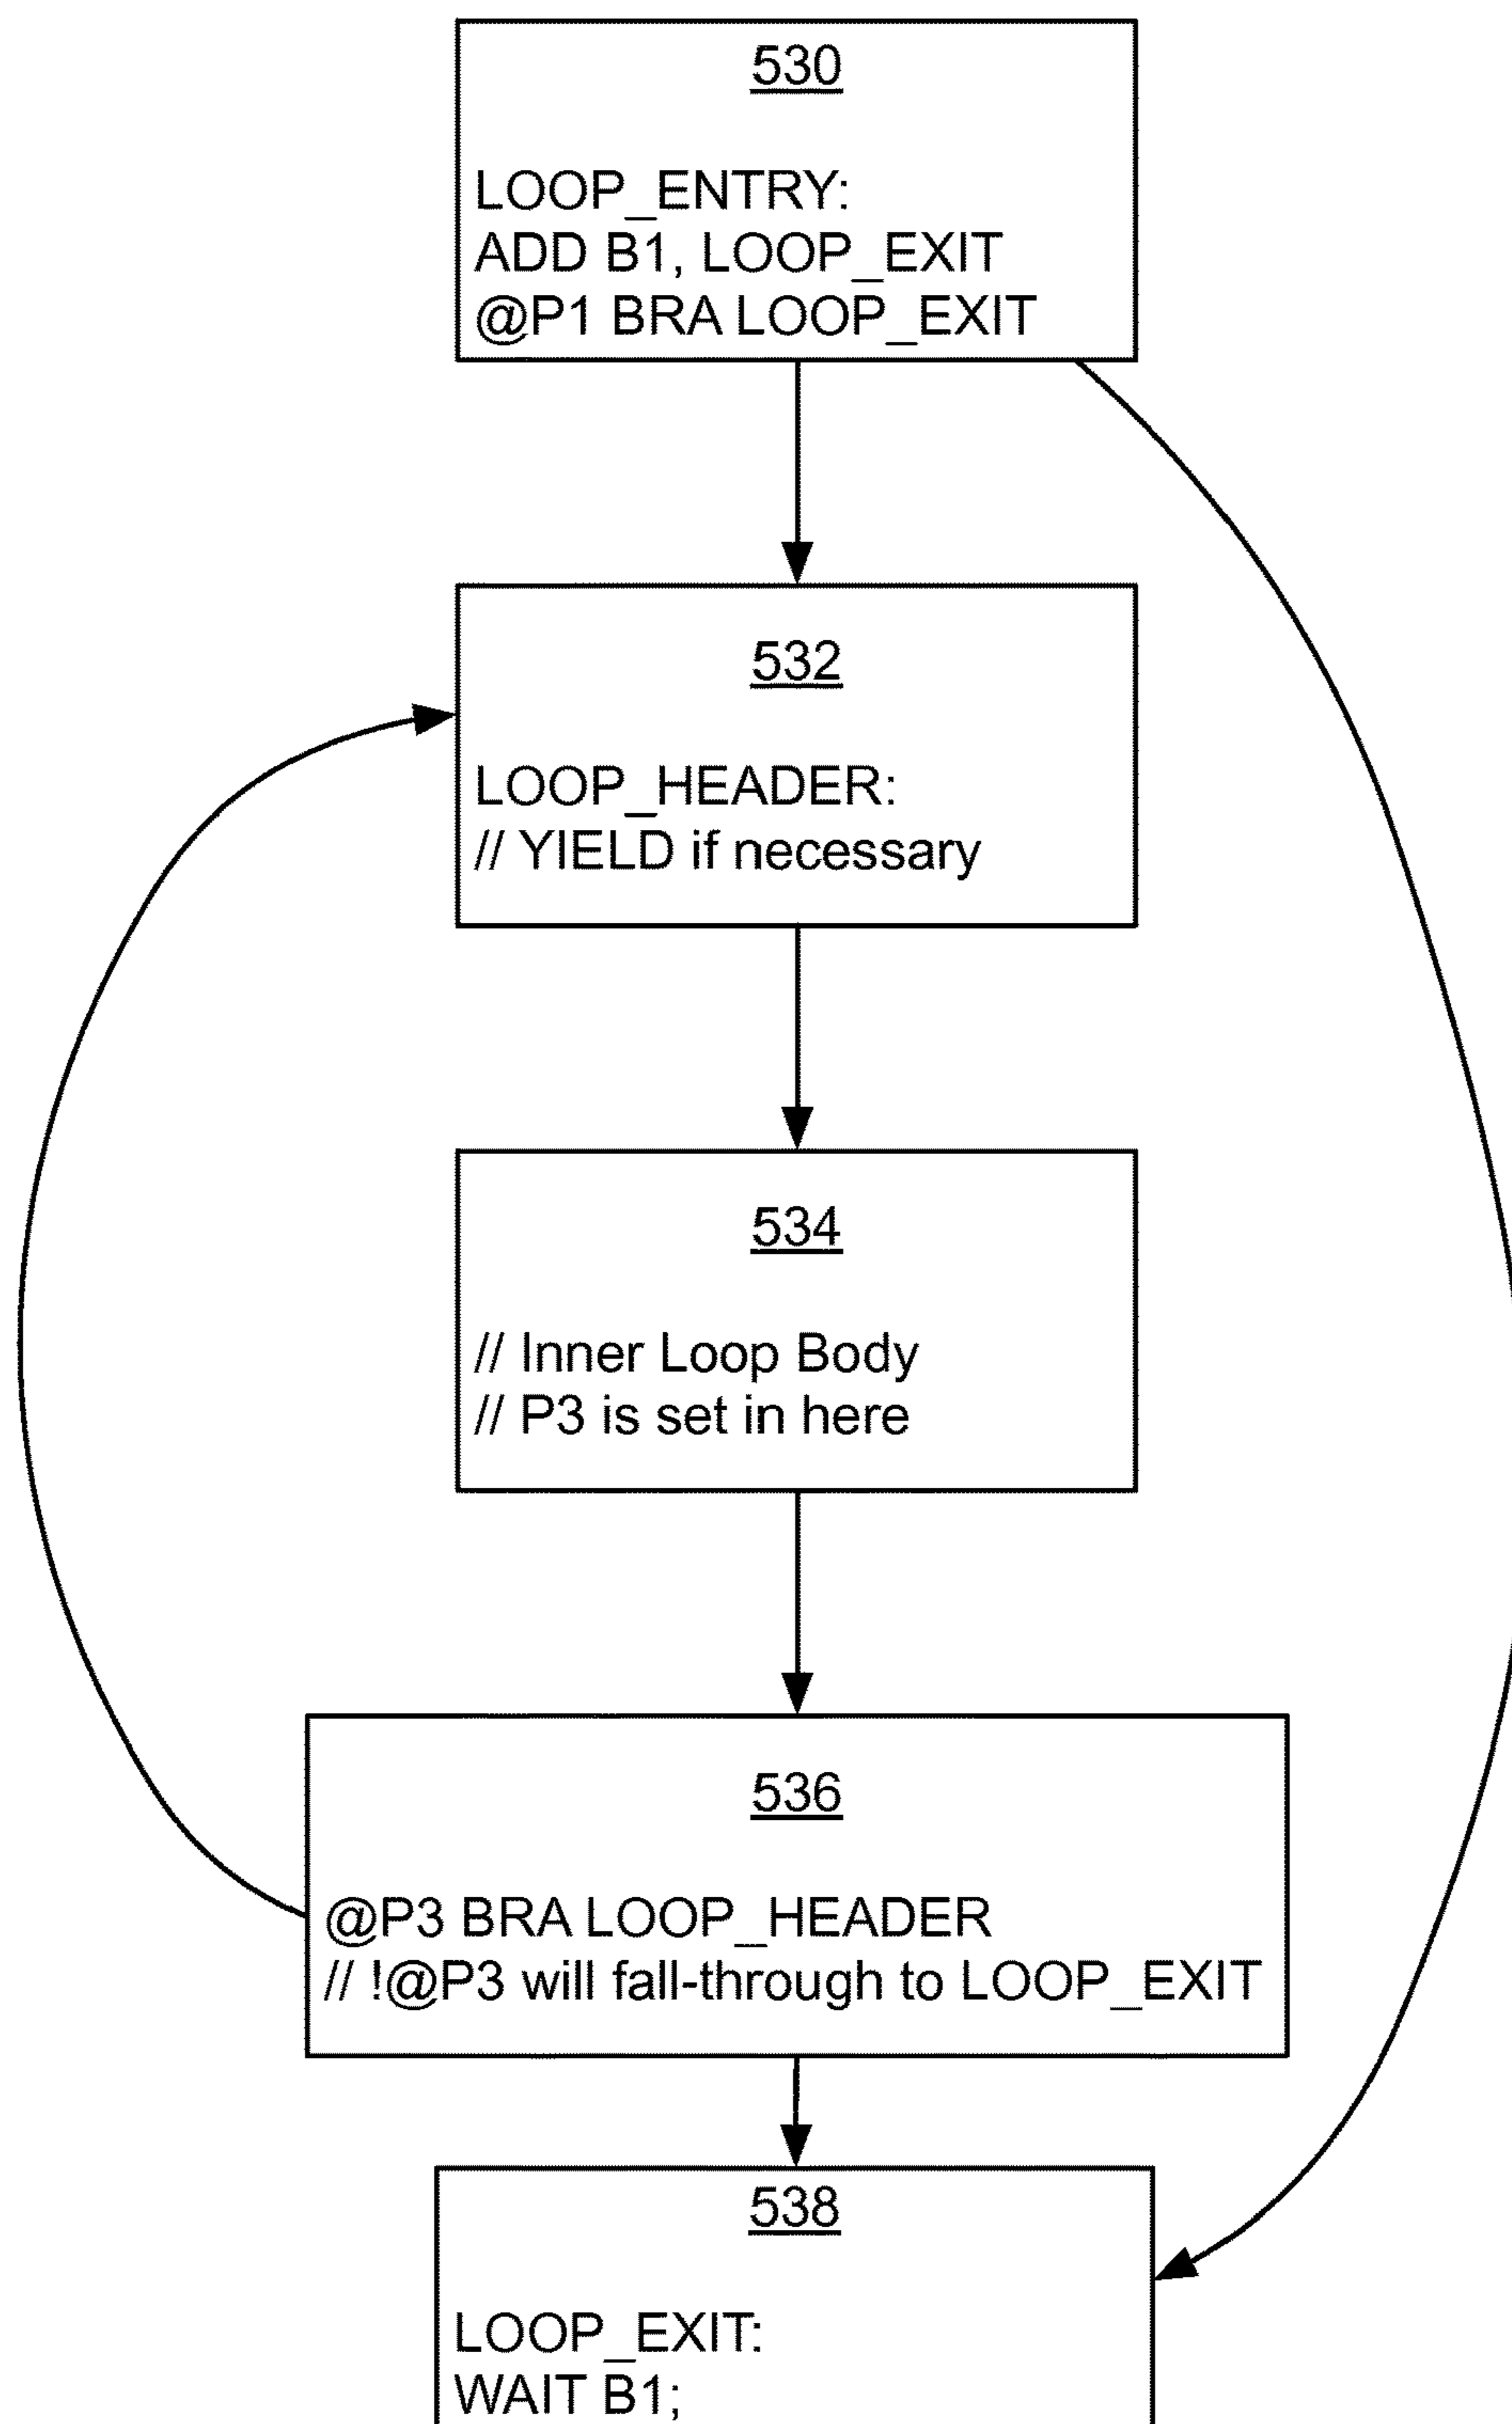 530
LOOP_ENTRY:
ADD B1, LOOP_EXIT
@P1 BRA LOOP_EXIT
532
LOOP_HEADER:
// YIELD if necessary
534
// Inner Loop Body
// P3 is set in here
536
@P3 BRA LOOP_HEADER
// !@P3 will fall-through to LOOP_EXIT
538
LOOP_EXIT:
WAIT B1;